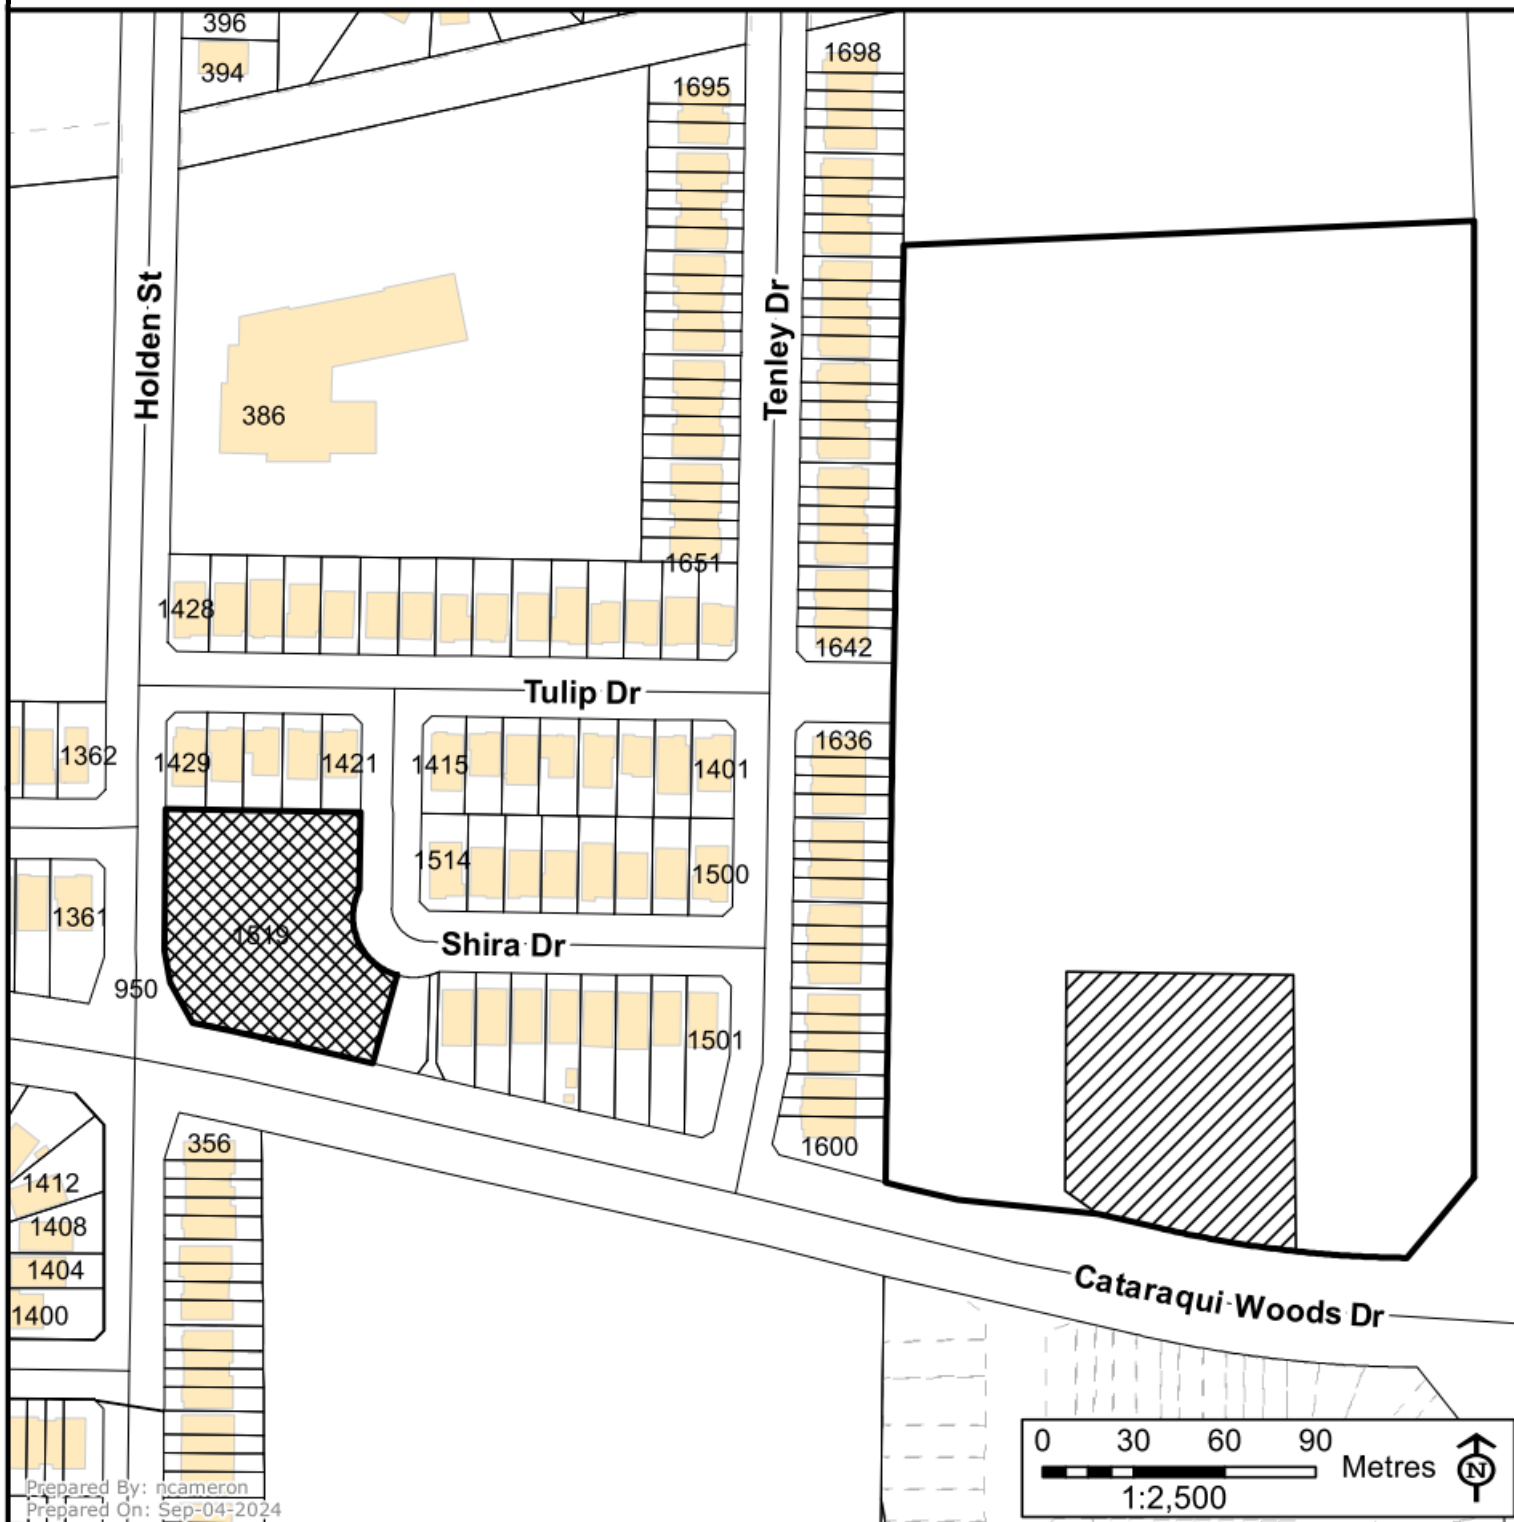 396
394
1695
1698
Holden St
Tenley Dr
386
1651
1428
1642
Tulip Dr
1362
1429
1421
1415
1401
1636
1514
1500
1361
1519
Shira Dr
950
1501
356
1600
1412
1408
1404
1400
Cataraqui Woods Dr
0 30 60 90
Metres
N
1:2,500
Prepared By: ncameron
Prepared On: Sep-04-2024